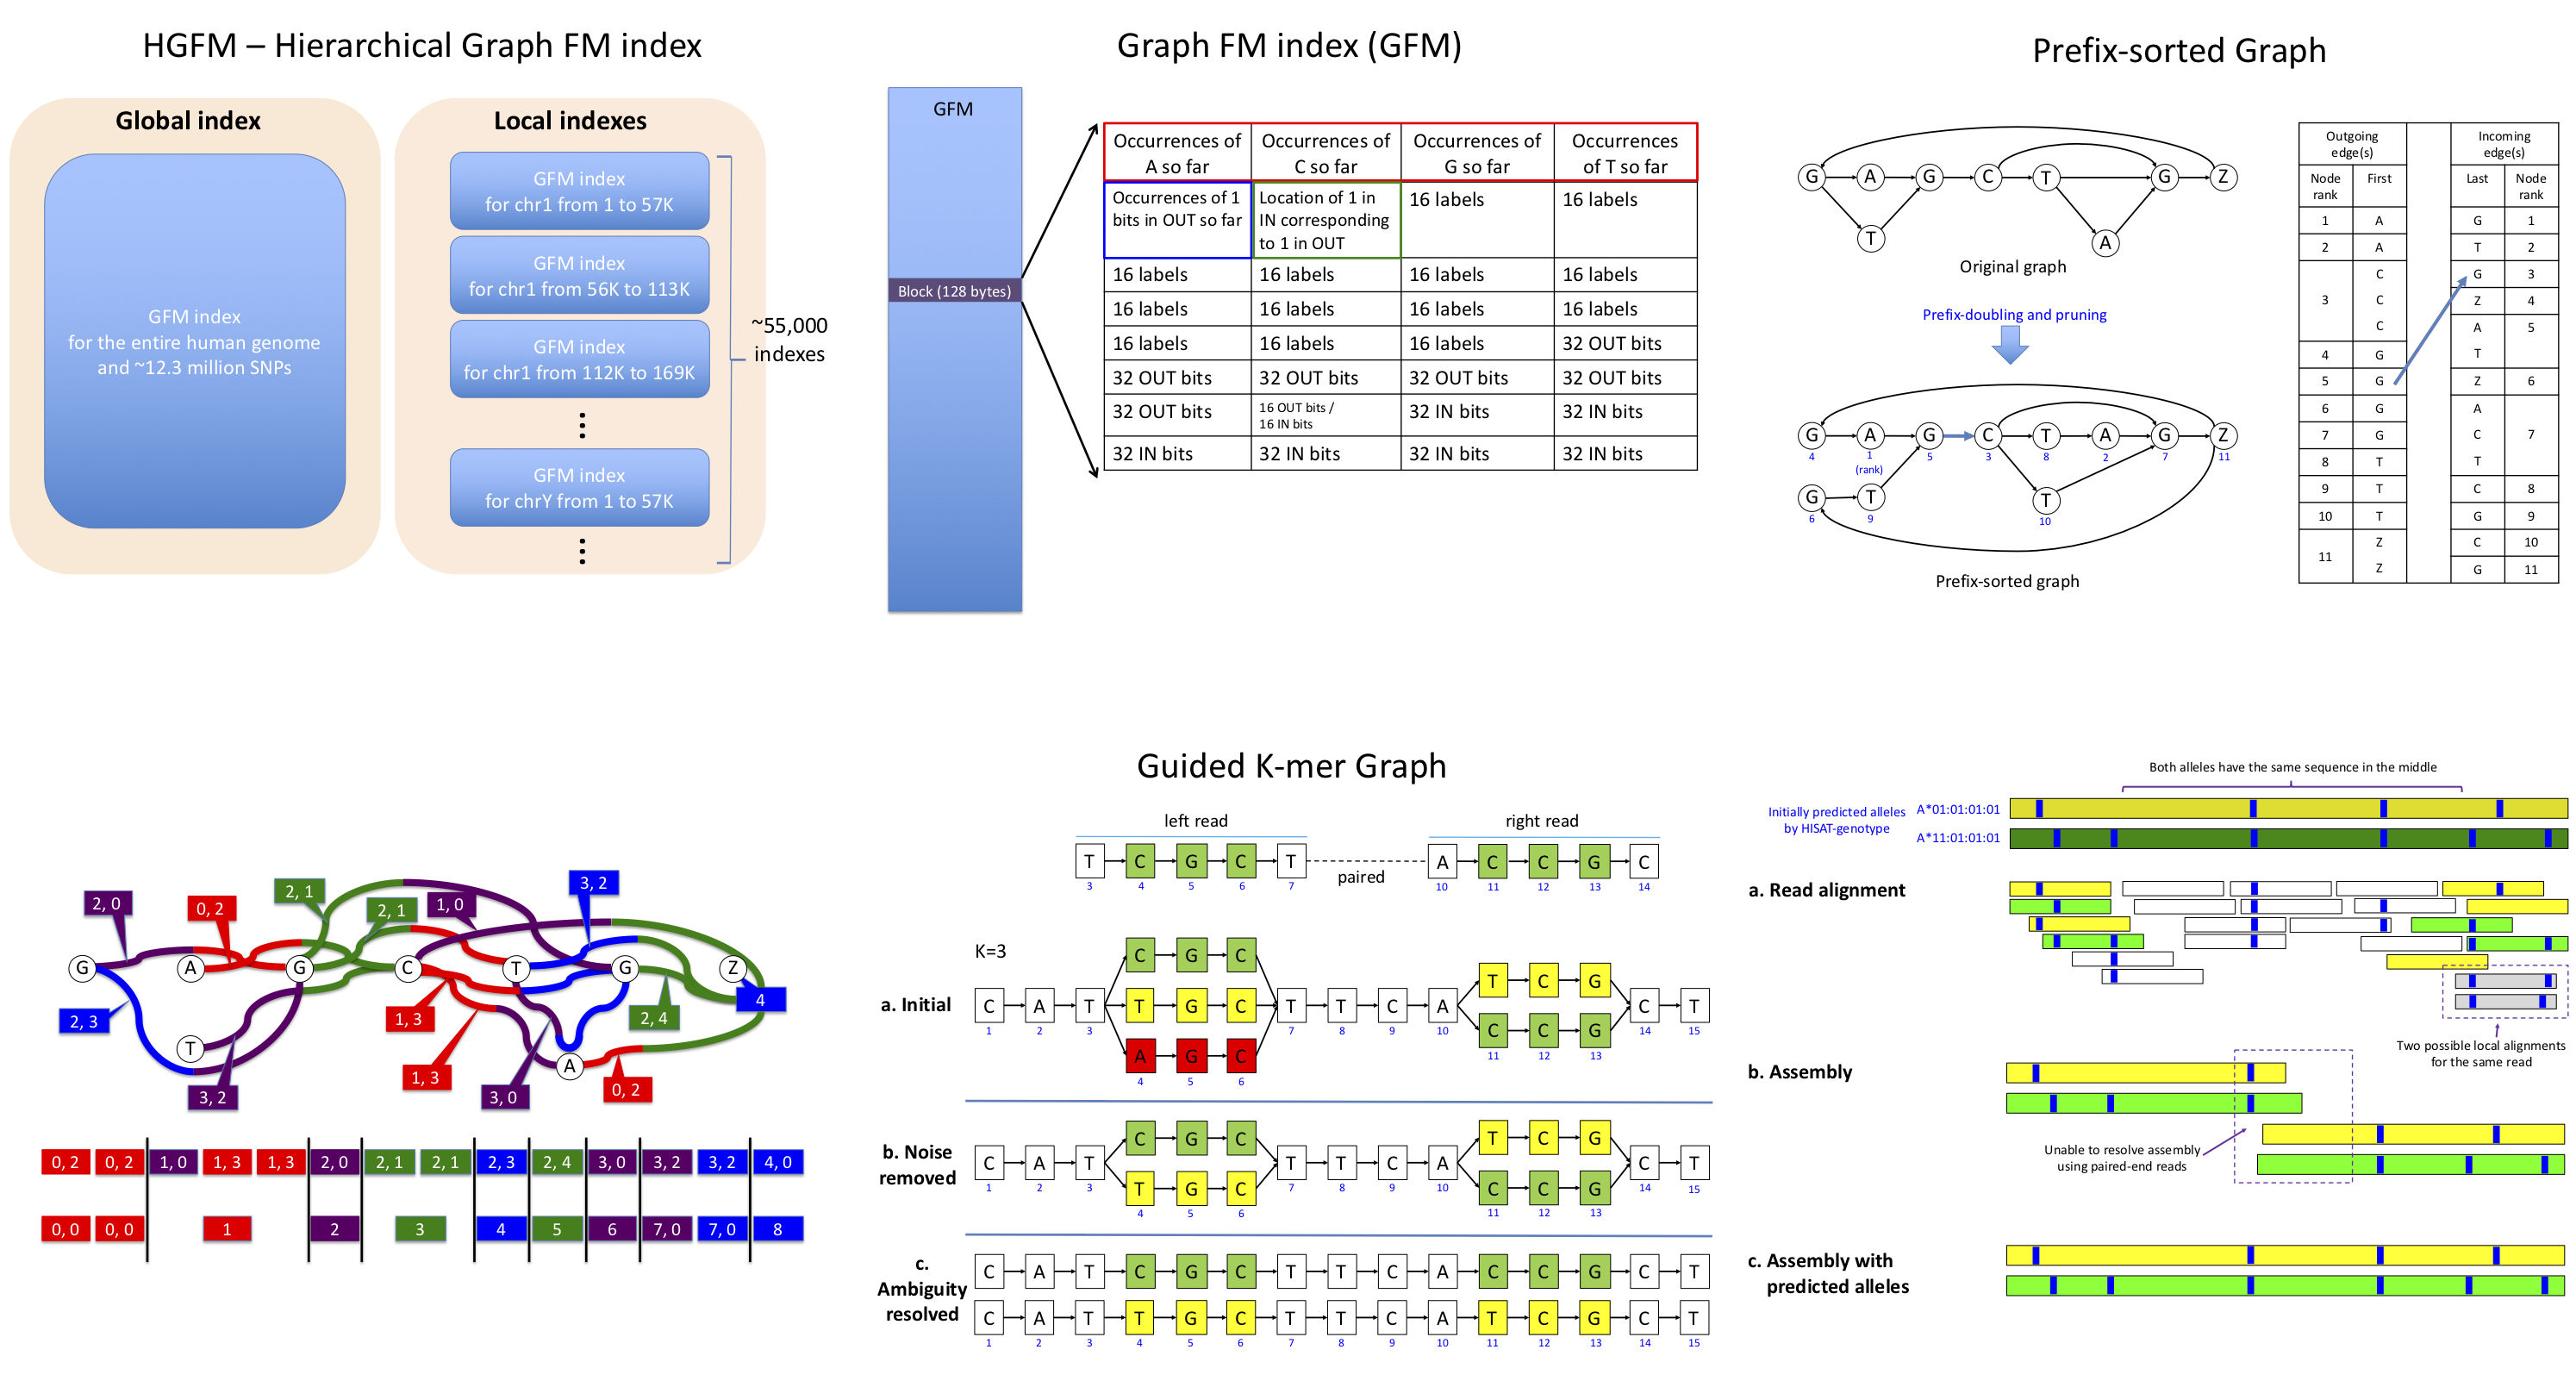 HGFM – Hierarchical Graph FM index
Global index
GFM index
for the entire human genome
and ~12.3 million SNPs
Local indexes
GFM index
for chr1 from 1 to 57K
GFM index
for chr1 from 56K to 113K
GFM index
for chr1 from 112K to 169K
GFM index
for chrY from 1 to 57K
~55,000
indexes
Graph FM index (GFM)
GFM
Block (128 bytes)
Occurrences of A so far Occurrences of C so far Occurrences of G so far Occurrences of T so far
Occurrences of 1 bits in OUT so far Location of 1 in IN corresponding to 1 in OUT 16 labels 16 labels
16 labels 16 labels 16 labels 16 labels
16 labels 16 labels 16 labels 16 labels
16 labels 16 labels 16 labels 32 OUT bits
32 OUT bits 32 OUT bits 32 OUT bits 32 OUT bits
32 OUT bits 16 OUT bits / 16 IN bits 32 IN bits 32 IN bits
32 IN bits 32 IN bits 32 IN bits 32 IN bits
Prefix-sorted Graph
G A G C T G Z
T A
Original graph
Prefix-doubling and pruning
G A G C T A G Z
4 1 5 3 8 2 7 11
(rank)
G T T
6 9 10
Prefix-sorted graph
Outgoing edge(s) Incoming edge(s)
Node rank First Last Node rank
1 A G 1
2 A T 2
C G 3
3 C Z 4
C A 5
4 G T
5 G Z 6
6 G A
7 G C 7
8 T T
9 T C 8
10 T G 9
Z C 10
11 Z G 11
2, 0 0, 2 2, 1 2, 1 1, 0 3, 2
G A G C T G Z
4
2, 3 1, 3 2, 4
T A
3, 2 1, 3 3, 0 0, 2
0, 2 0, 2 1, 0 1, 3 1, 3 2, 0 2, 1 2, 1 2, 3 2, 4 3, 0 3, 2 3, 2 4, 0
0, 0 0, 0 1 2 3 4 5 6 7, 0 7, 0 8
Guided K-mer Graph
left read right read
T C G C T A C C G C
3 4 5 6 7 paired 10 11 12 13 14
K=3
a. Initial
C G C
T C G
C A T T G C T T C A C T
1 2 3 7 8 9 10 14 15
C C G
11 12 13
A G C
4 5 6
b. Noise
removed
C G C T C G
C A T T T C A C T
1 2 3 7 8 9 10 14 15
T G C C C G
4 5 6 11 12 13
c.
Ambiguity
resolved
C A T C G C T T C A C C G C T
C A T T G C T T C A T C G C T
1 2 3 4 5 6 7 8 9 10 11 12 13 14 15
Both alleles have the same sequence in the middle
Initially predicted alleles
by HISAT-genotype
A*01:01:01:01
A*11:01:01:01
a. Read alignment
Two possible local alignments
for the same read
b. Assembly
Unable to resolve assembly
using paired-end reads
c. Assembly with
predicted alleles